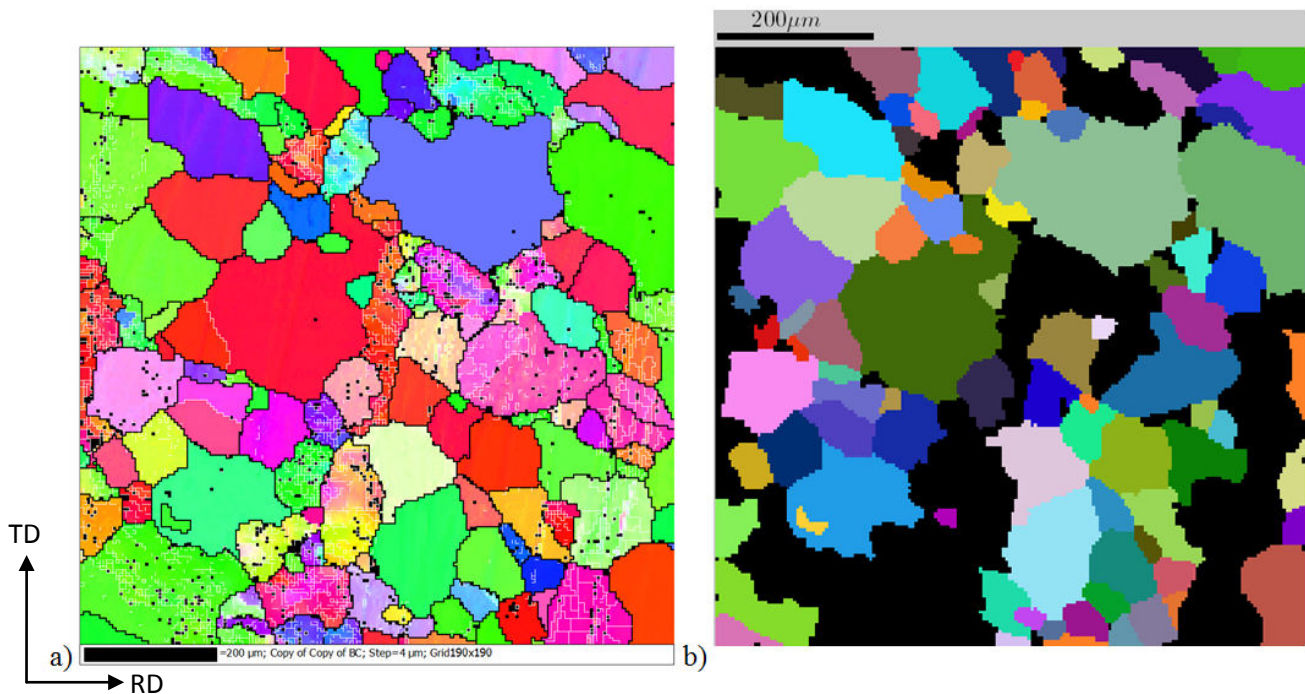 200μm
TD
RD
a)
=200 μm; Copy of Copy of BC; Step=4 μm; Grid190x190
b)